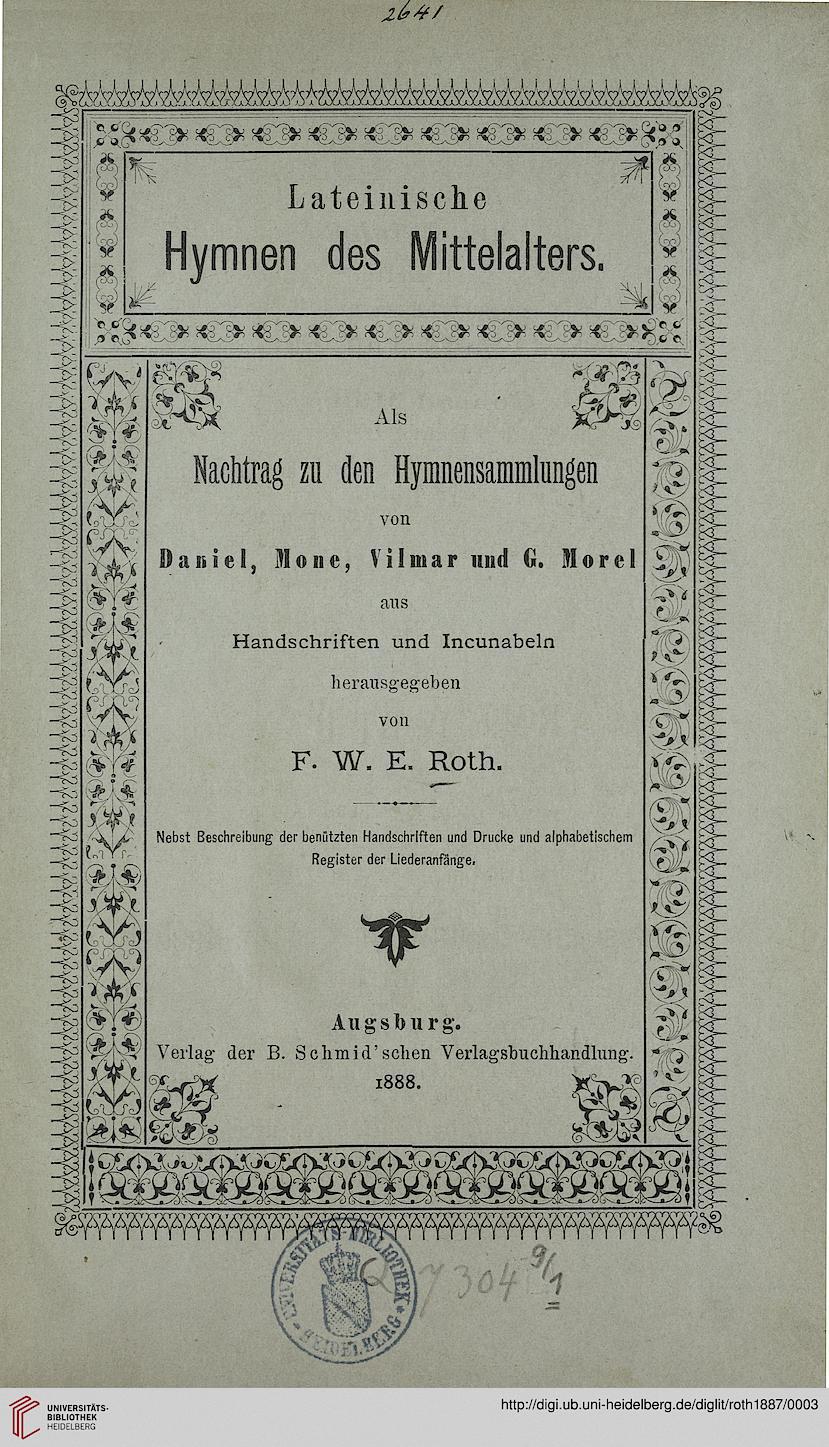 2641
Lateinische
Hymnen des Mittelalters.
Als
Nachtrag zu den Hymnensammlungen
von
Daniel, Mone, Vilmar und G. Morel
aus
Handschriften und Incunabeln
herausgegeben
von
F. W. E. Roth.
Nebst Beschreibung der benützten Handschriften und Drucke und alphabetischem
Register der Liederanfänge.
Augsburg.
Verlag der B. Schmid'schen Verlagsbuchhandlung.
1888.
UNIVERSITÄTS-BIBLIOTHEK
HEIDELBERG
7304 9/1
UNIVERSITÄTS-
BIBLIOTHEK
HEIDELBERG
http://digi.ub.uni-heidelberg.de/diglit/roth1887/0003